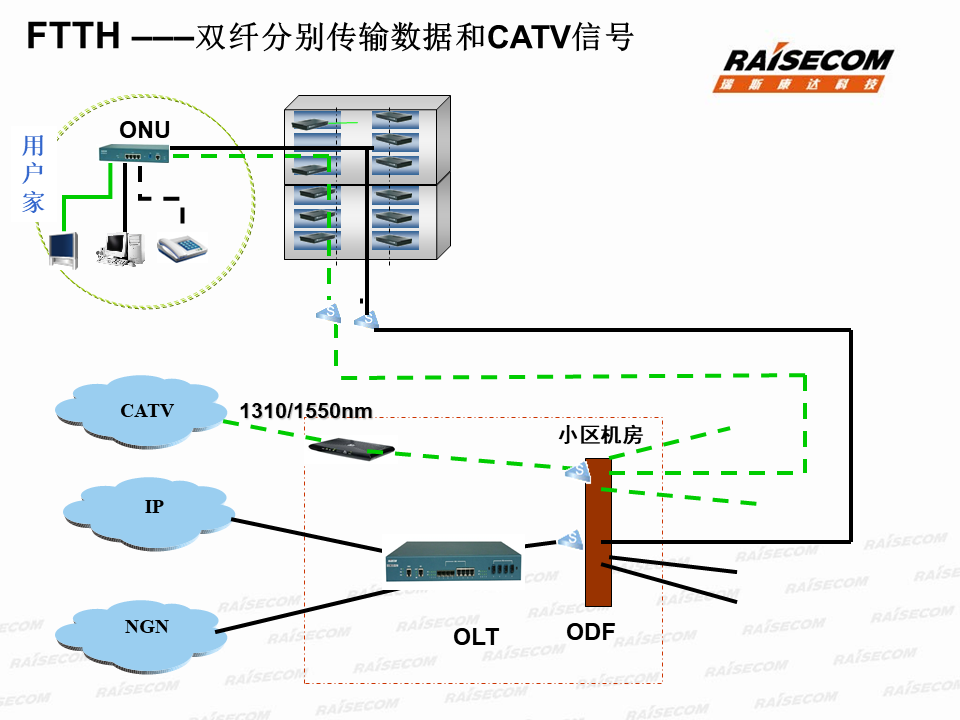 FTTH –––双纤分别传输数据和CATV信号
RAISECOM
瑞斯康达科技
ONU
用户家
S
S
CATV
1310/1550nm
小区机房
S
IP
S
NGN
OLT
ODF